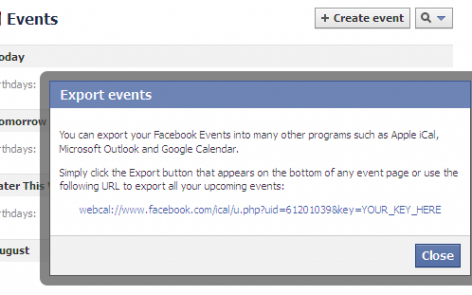 Events
+ Create event
oday
irthdays:
Export events
omorrow
irthdays:
You can export your Facebook Events into many other programs such as Apple iCal,
Microsoft Outlook and Google Calendar.
ater This
Simply click the Export button that appears on the bottom of any event page or use the
following URL to export all your upcoming events:
irthdays:
webcal://www.facebook.com/ical/u.php?uid=61201039&key=YOUR_KEY_HERE
ugust
Close